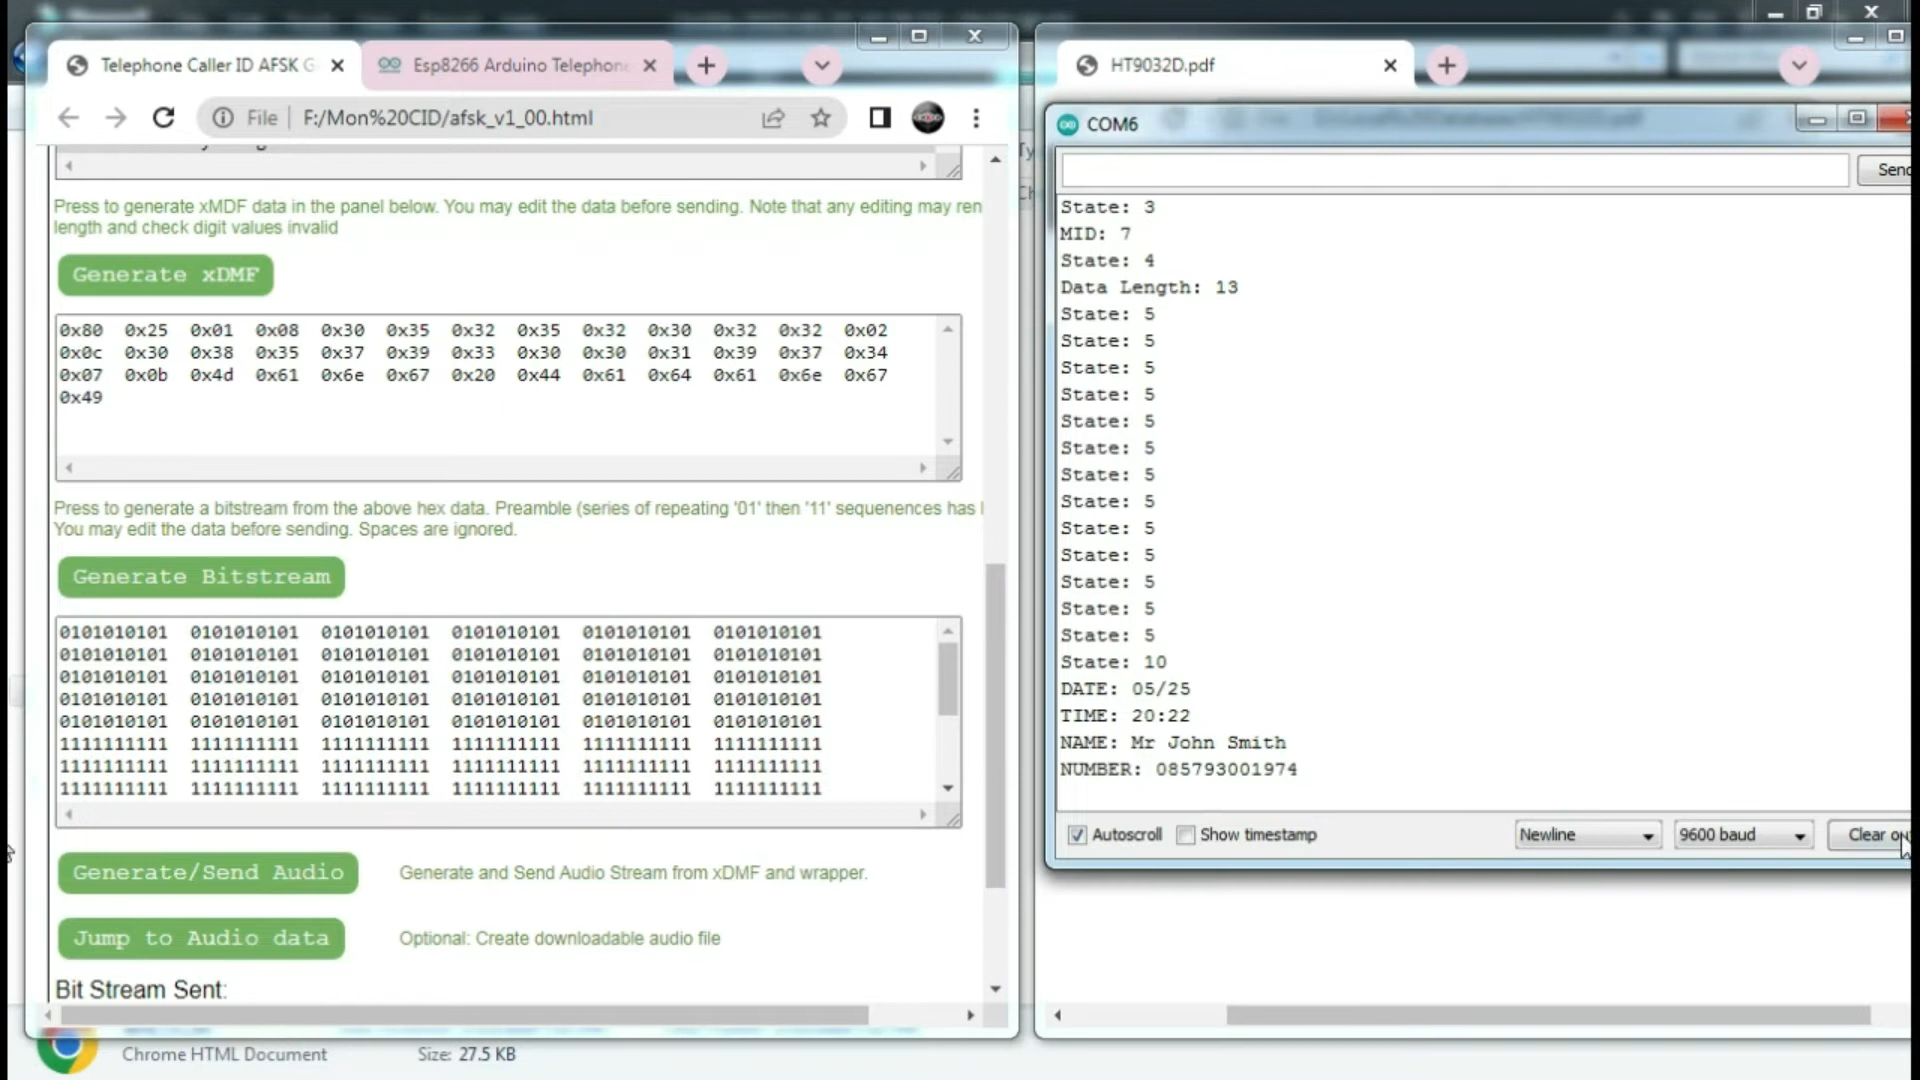 Telephone Caller ID AFSK G
Esp8266 Arduino Telephone
File
F:/Mon%20CID/afsk_v1_00.html
Press to generate xMDF data in the panel below. You may edit the data before sending. Note that any editing may ren
length and check digit values invalid
Generate xDMF
0x80 0x25 0x01 0x08 0x30 0x35 0x32 0x35 0x32 0x30 0x32 0x32 0x02
0x0c 0x30 0x38 0x35 0x37 0x39 0x33 0x30 0x30 0x31 0x39 0x37 0x34
0x07 0x0b 0x4d 0x61 0x6e 0x67 0x20 0x44 0x61 0x64 0x61 0x6e 0x67
0x49
Press to generate a bitstream from the above hex data. Preamble (series of repeating '01' then '11' sequenences has
You may edit the data before sending. Spaces are ignored.
Generate Bitstream
0101010101 0101010101 0101010101 0101010101 0101010101 0101010101
0101010101 0101010101 0101010101 0101010101 0101010101 0101010101
0101010101 0101010101 0101010101 0101010101 0101010101 0101010101
0101010101 0101010101 0101010101 0101010101 0101010101 0101010101
0101010101 0101010101 0101010101 0101010101 0101010101 0101010101
1111111111 1111111111 1111111111 1111111111 1111111111 1111111111
1111111111 1111111111 1111111111 1111111111 1111111111 1111111111
1111111111 1111111111 1111111111 1111111111 1111111111 1111111111
Generate/Send Audio
Generate and Send Audio Stream from xDMF and wrapper.
Jump to Audio data
Optional: Create downloadable audio file
Bit Stream Sent:
Chrome HTML Document
Size: 27.5 KB
HT9032D.pdf
COM6
Send
State: 3
MID: 7
State: 4
Data Length: 13
State: 5
State: 5
State: 5
State: 5
State: 5
State: 5
State: 5
State: 5
State: 5
State: 5
State: 5
State: 5
State: 5
State: 10
DATE: 05/25
TIME: 20:22
NAME: Mr John Smith
NUMBER: 085793001974
Autoscroll
Show timestamp
Newline
9600 baud
Clear